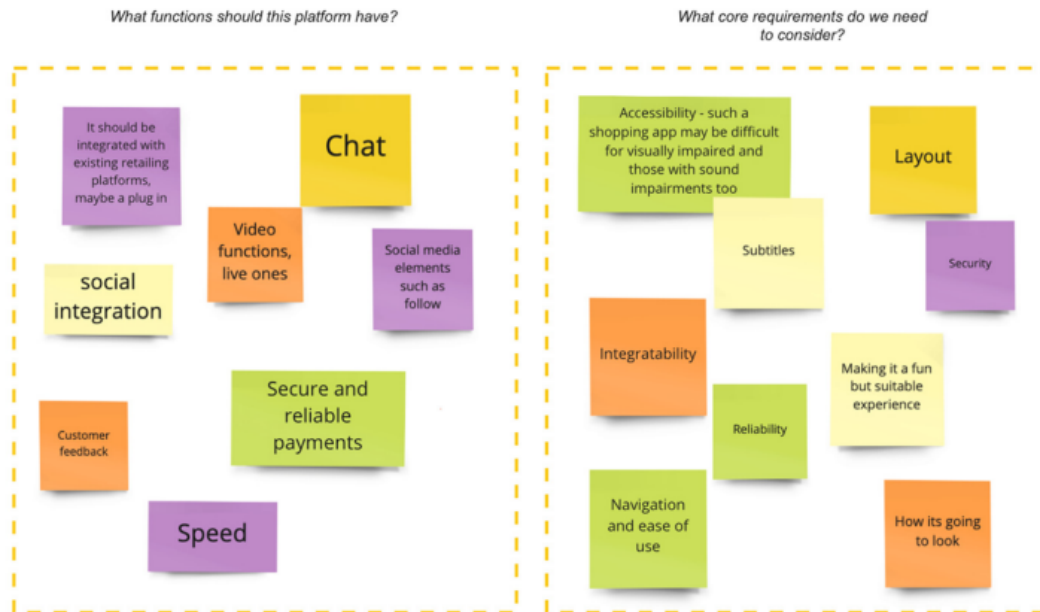 What functions should this platform have?
It should be
integrated with
existing retailing
platforms,
maybe a plug in
Chat
Video
functions,
live ones
Social media
elements
such as
follow
social
integration
Secure and
reliable
payments
Customer
feedback
Speed
What core requirements do we need
to consider?
Accessibility - such a
shopping app may be difficult
for visually impaired and
those with sound
impairments too
Layout
Subtitles
Security
Integratability
Making it a fun
but suitable
experience
Reliability
Navigation
and ease of
use
How its going
to look